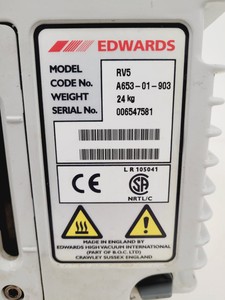 EDWARDS
MODEL RV5
CODE No. A653-01-903
WEIGHT 24 kg
SERIAL No. 006547581
LR 105041
CE SA
NRTL/C
MADE IN ENGLAND BY
EDWARDS HIGH VACUUM INTERNATIONAL
(PART OF B.O.C. LTD)
CRAWLEY SUSSEX ENGLAND